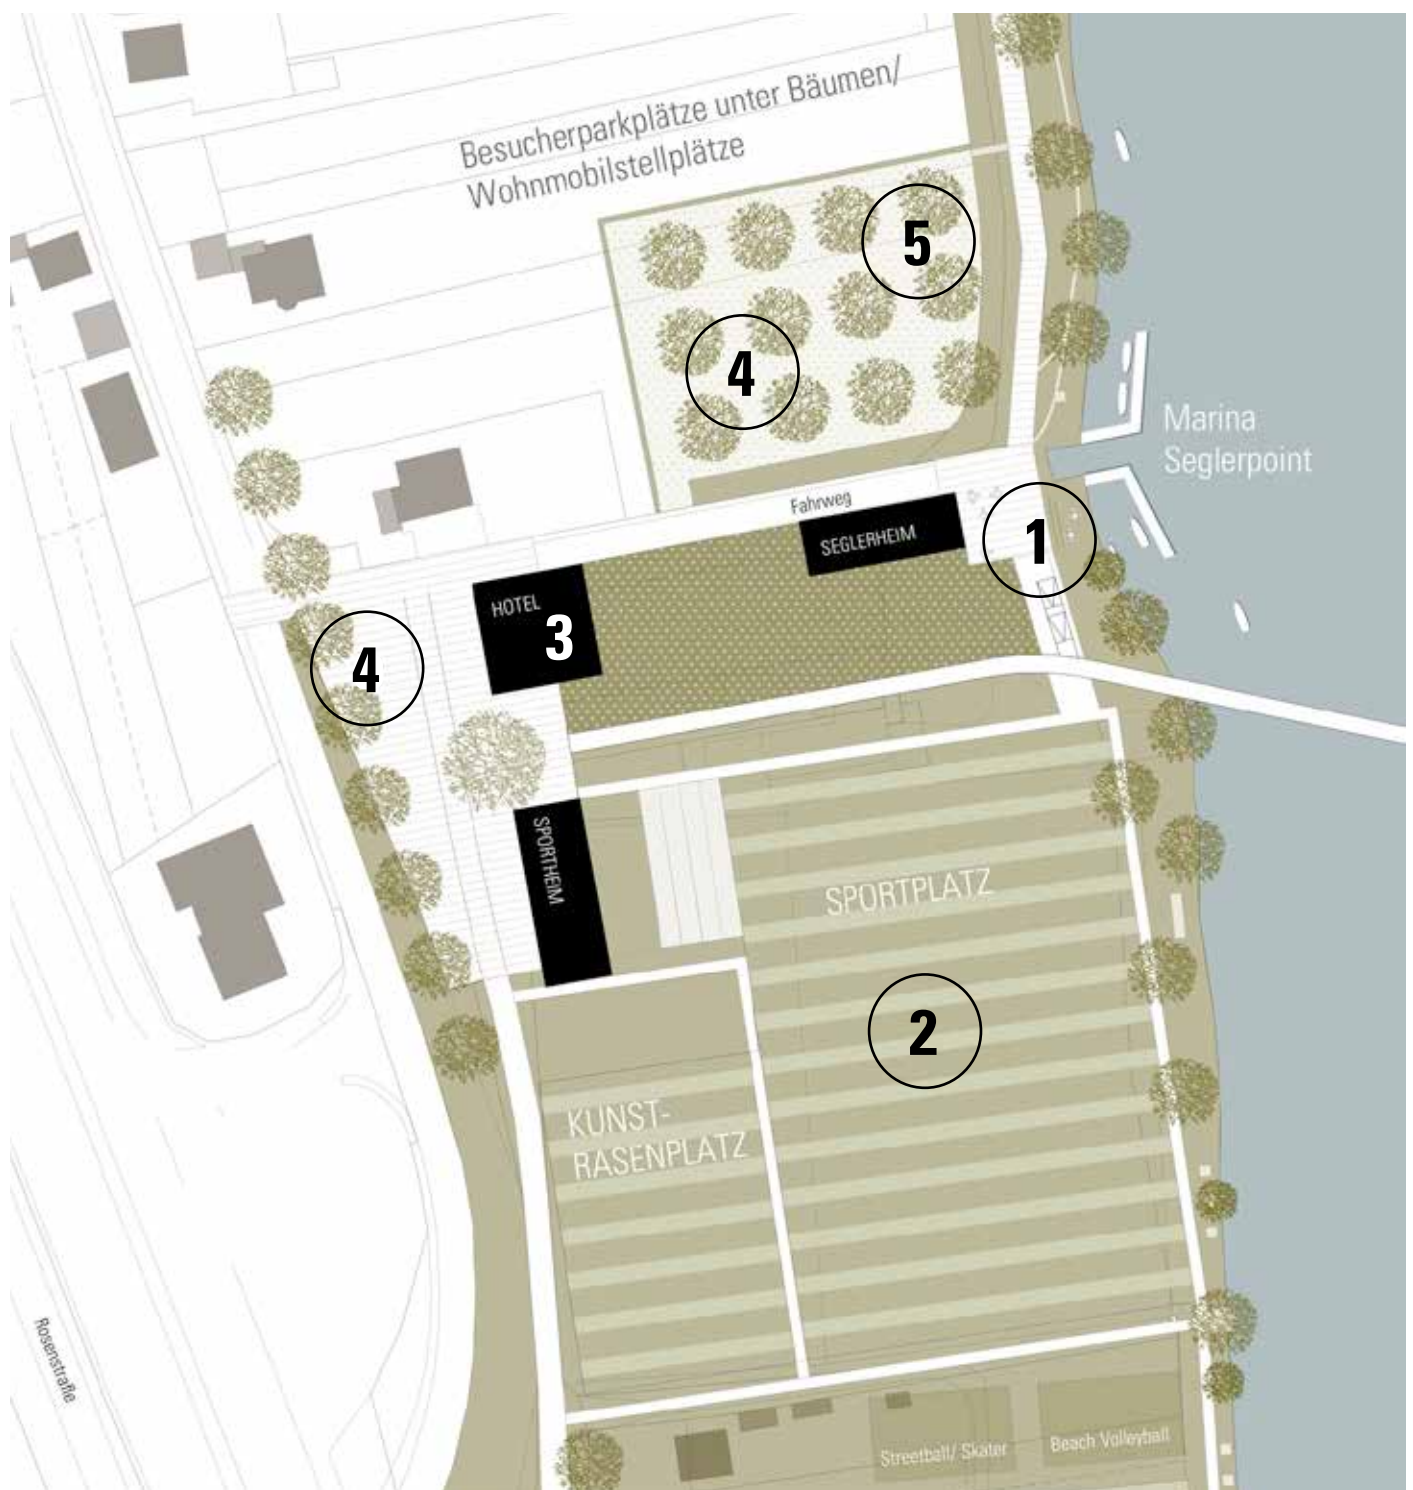 Besucherparkplätze unter Bäumen/
Wohnmobilstellplätze
5
4
Marina
Seglerpoint
Fahrweg
SEGLERHEIM
1
HOTEL
3
4
SPORTHEIM
SPORTPLATZ
2
KUNST-
RASENPLATZ
Rosenstraße
Streetball/ Skater
Beach Volleyball